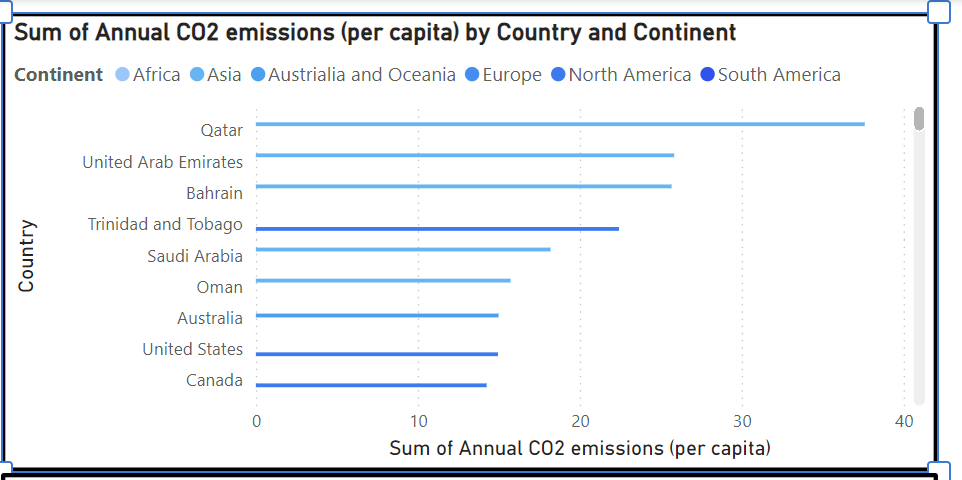 Sum of Annual CO2 emissions (per capita) by Country and Continent
Continent Africa Asia Austrialia and Oceania Europe North America South America
Country
Qatar
United Arab Emirates
Bahrain
Trinidad and Tobago
Saudi Arabia
Oman
Australia
United States
Canada
0 10 20 30 40
Sum of Annual CO2 emissions (per capita)